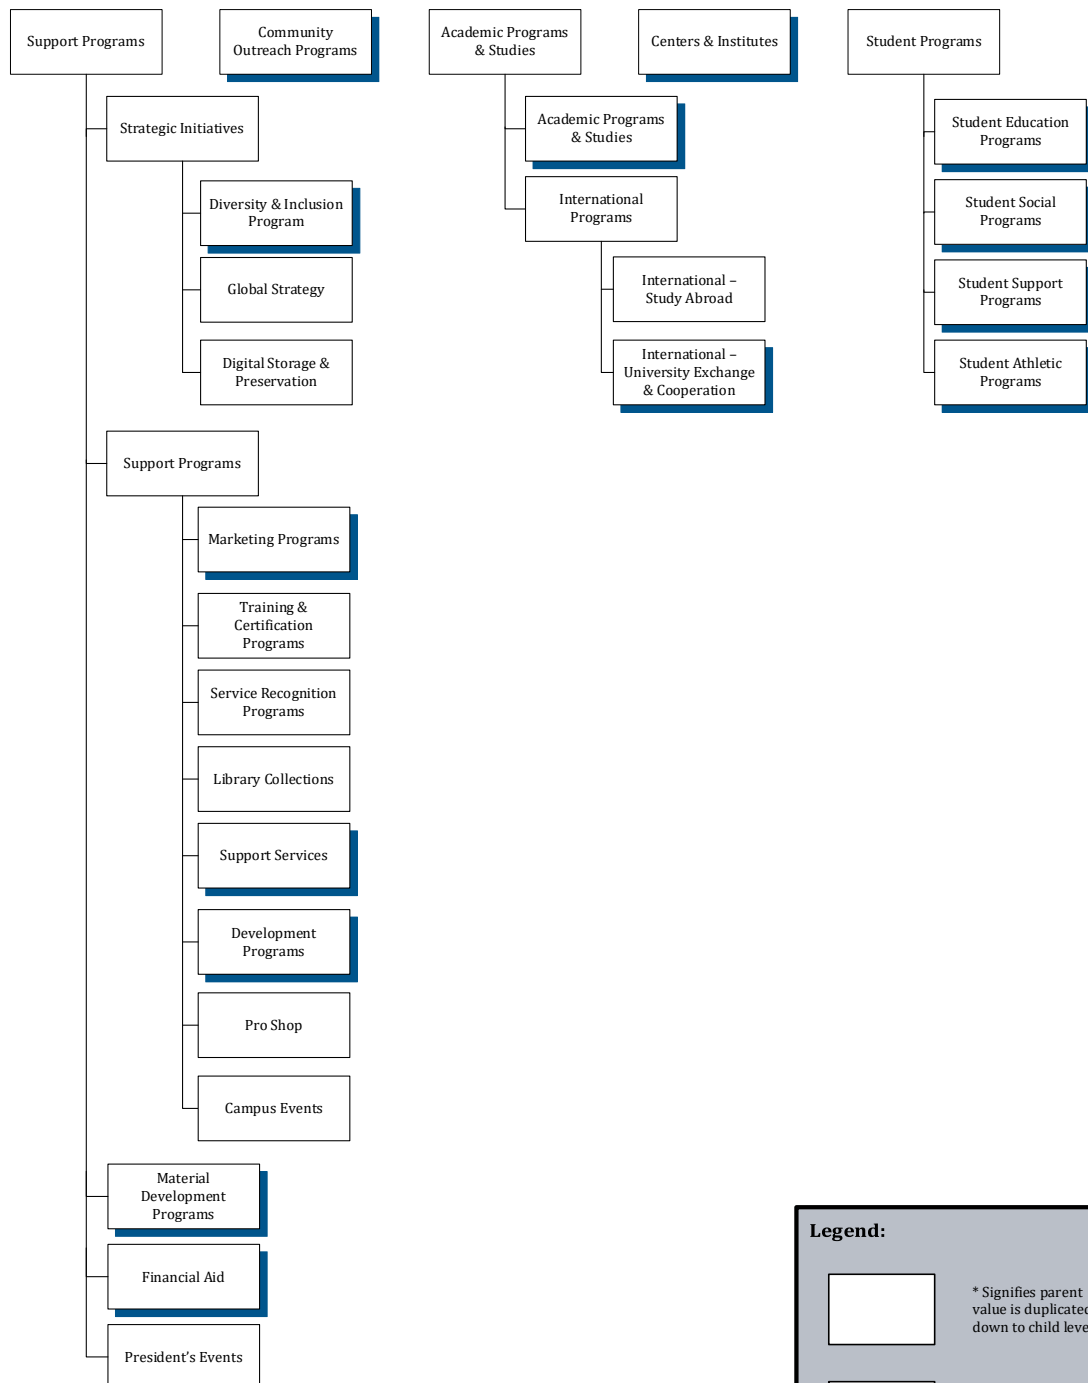 Support Programs
Community
Outreach Programs
Academic Programs
& Studies
Centers & Institutes
Student Programs
Strategic Initiatives
Diversity & Inclusion
Program
Global Strategy
Digital Storage &
Preservation
Support Programs
Marketing Programs
Training &
Certification
Programs
Service Recognition
Programs
Library Collections
Support Services
Development
Programs
Pro Shop
Campus Events
Material
Development
Programs
Financial Aid
President's Events
Academic Programs
& Studies
International
Programs
International –
Study Abroad
International –
University Exchange
& Cooperation
Student Education
Programs
Student Social
Programs
Student Support
Programs
Student Athletic
Programs
Legend:
* Signifies parent
value is duplicated
down to child leve